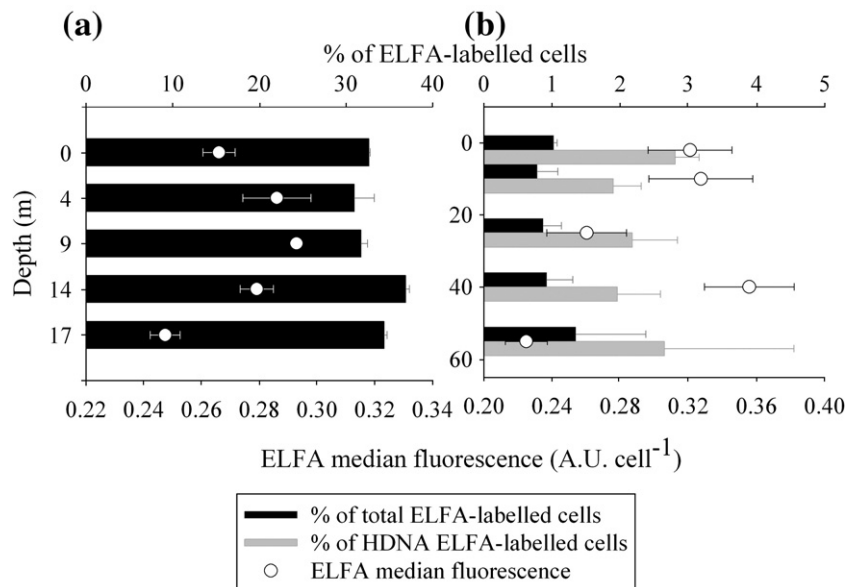 (a)
(b)
% of ELFA-labelled cells
0 10 20 30 40
0 1 2 3 4 5
Depth (m)
0
4
9
14
17
0
20
40
60
0.22 0.24 0.26 0.28 0.30 0.32 0.34
0.20 0.24 0.28 0.32 0.36 0.40
ELFA median fluorescence (A.U. cell-1)
% of total ELFA-labelled cells
% of HDNA ELFA-labelled cells
ELFA median fluorescence